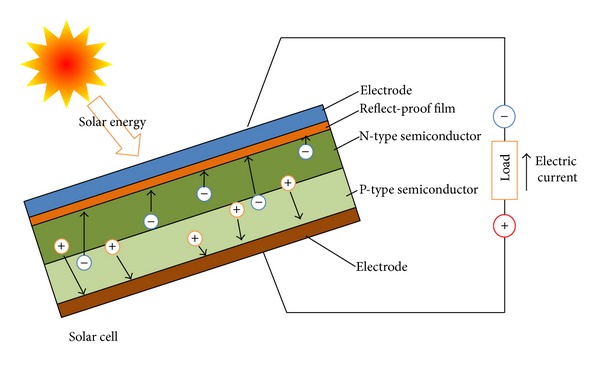 Solar energy
Electrode
Reflect-proof film
N-type semiconductor
P-type semiconductor
Electrode
Solar cell
−
Load
+
Electric
current
+
−
+
−
+
−
+
−
+
−